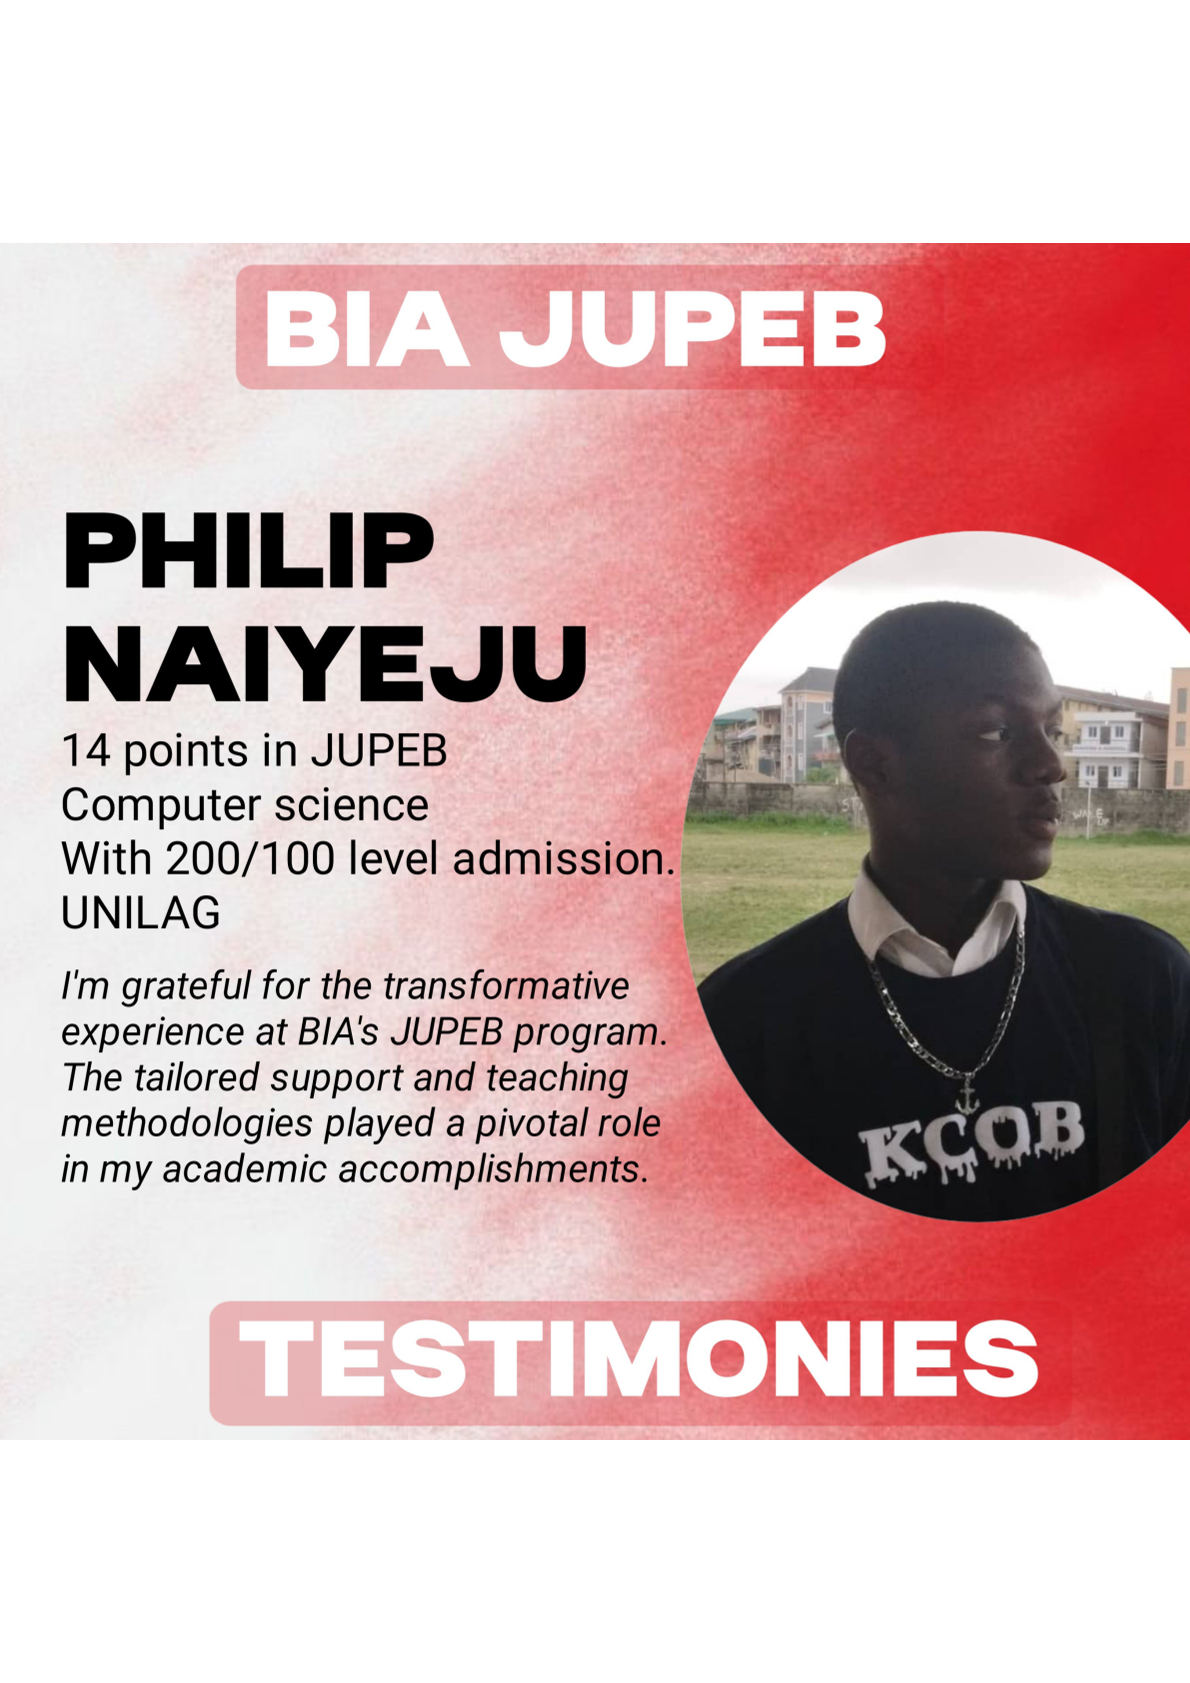 BIA JUPEB
PHILIP
NAIYEJU
14 points in JUPEB
Computer science
With 200/100 level admission.
UNILAG
I'm grateful for the transformative
experience at BIA's JUPEB program.
The tailored support and teaching
methodologies played a pivotal role
in my academic accomplishments.
KCOB
TESTIMONIES